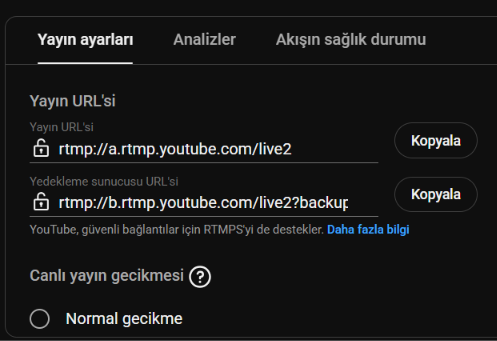 Yayın ayarları Analizler Akışın sağlık durumu
Yayın URL'si
Yayın URL'si
rtmp://a.rtmp.youtube.com/live2 Kopyala
Yedekleme sunucusu URL'si
rtmp://b.rtmp.youtube.com/live2?backup Kopyala
YouTube, güvenli bağlantılar için RTMPS'yi de destekler. Daha fazla bilgi
Canlı yayın gecikmesi ?
Normal gecikme